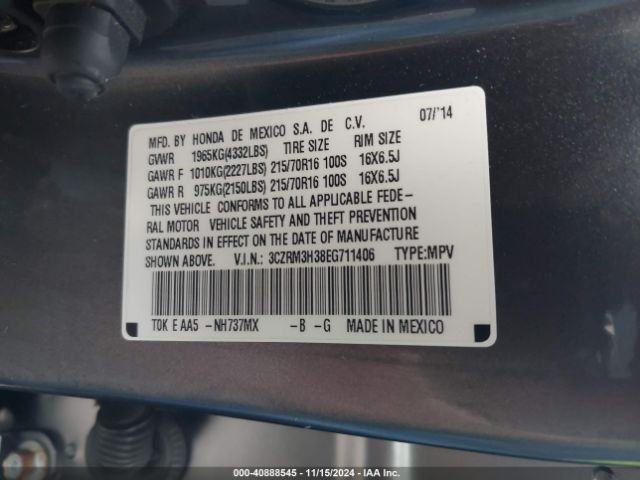 MFD. BY HONDA DE MEXICO S.A. DE C.V. 07/'14
GVWR 1965KG(4332LBS) TIRE SIZE RIM SIZE
GAWR F 1010KG(2227LBS) 215/70R16 100S 16X6.5J
GAWR R 975KG(2150LBS) 215/70R16 100S 16X6.5J
THIS VEHICLE CONFORMS TO ALL APPLICABLE FEDE-
RAL MOTOR VEHICLE SAFETY AND THEFT PREVENTION
STANDARDS IN EFFECT ON THE DATE OF MANUFACTURE
SHOWN ABOVE. V.I.N.: 3CZRM3H38EG711406 TYPE:MPV
T0K E AA5 -NH737MX -B -G MADE IN MEXICO
000-40888545 - 11/15/2024 - IAA Inc.